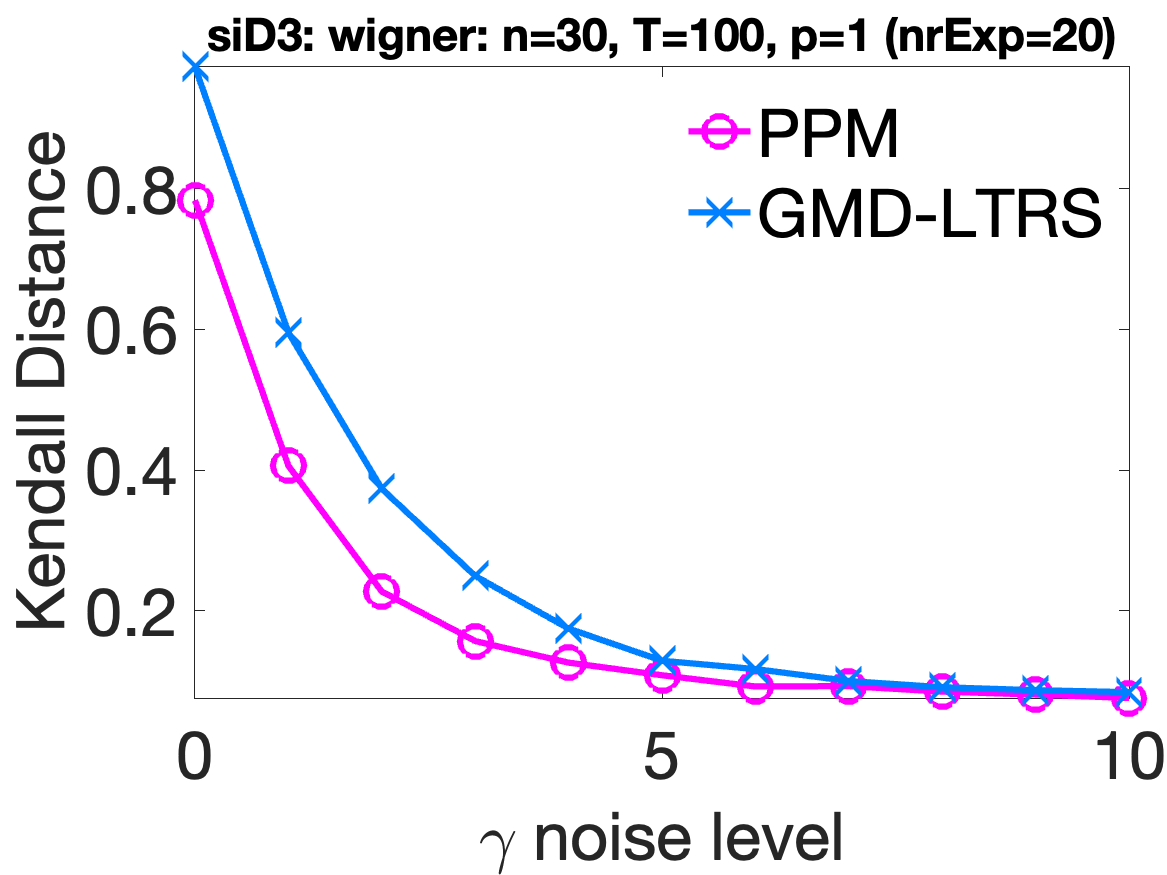 siD3: wigner: n=30, T=100, p=1 (nrExp=20)
PPM
GMD-LTRS
Kendall Distance
0.8
0.6
0.4
0.2
0
5
10
γ noise level